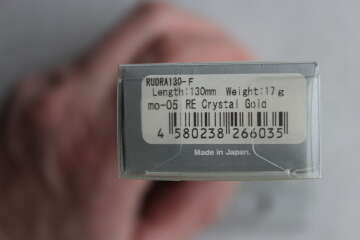 RUDRA130-F
Length:130mm Weight:17g
mo-05 RE Crystal Gold
4 580238 266035
Made in Japan.